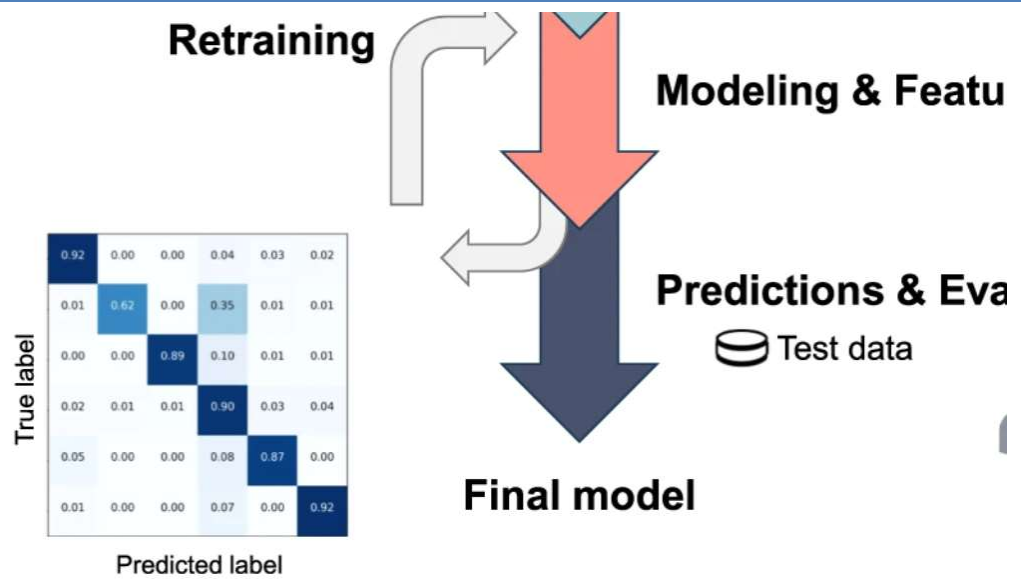 Retraining
Modeling & Featu
Predictions & Eva
Test data
0.92 0.00 0.00 0.04 0.03 0.02
0.01 0.62 0.00 0.35 0.01 0.01
0.00 0.00 0.89 0.10 0.01 0.01
0.02 0.01 0.01 0.90 0.03 0.04
0.05 0.00 0.00 0.08 0.87 0.00
0.01 0.00 0.00 0.07 0.00 0.92
True label
Predicted label
Final model